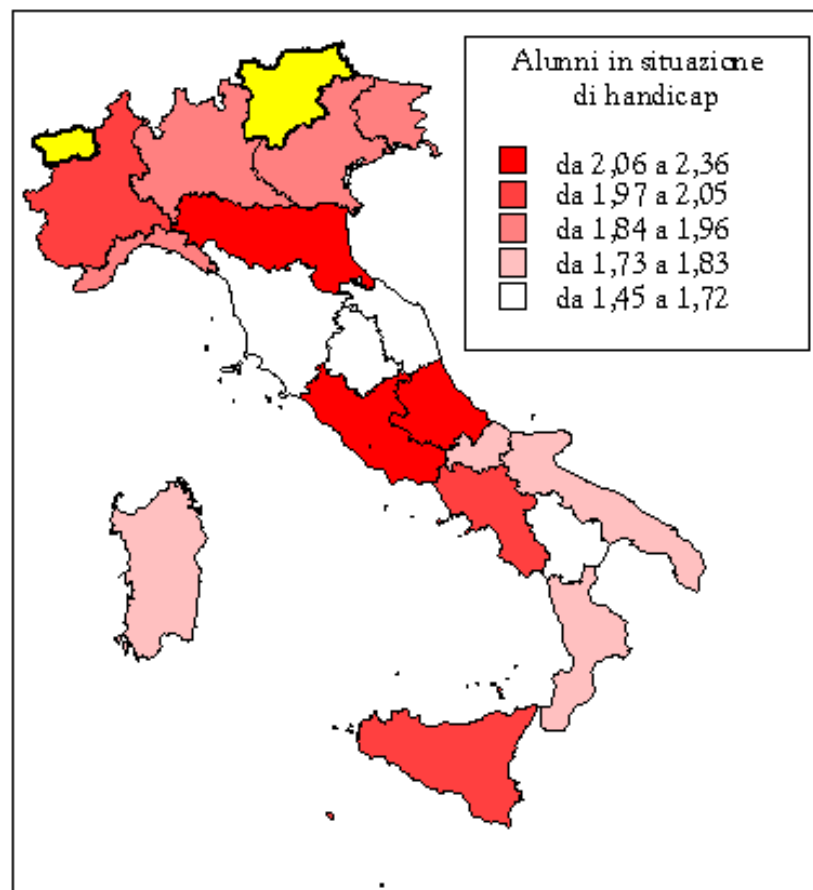 Alunni in situazione
di handicap
da 2,06 a 2,36
da 1,97 a 2,05
da 1,84 a 1,96
da 1,73 a 1,83
da 1,45 a 1,72